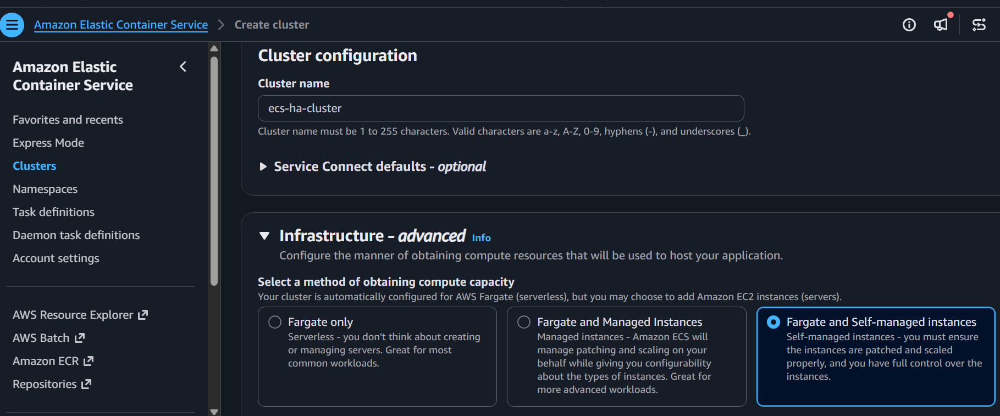 Amazon Elastic Container Service > Create cluster
Amazon Elastic
Container Service
Favorites and recents
Express Mode
Clusters
Namespaces
Task definitions
Daemon task definitions
Account settings
AWS Resource Explorer
AWS Batch
Amazon ECR
Repositories
Cluster configuration
Cluster name
ecs-ha-cluster
Cluster name must be 1 to 255 characters. Valid characters are a-z, A-Z, 0-9, hyphens (-), and underscores (_).
Service Connect defaults - optional
Infrastructure - advanced Info
Configure the manner of obtaining compute resources that will be used to host your application.
Select a method of obtaining compute capacity
Your cluster is automatically configured for AWS Fargate (serverless), but you may choose to add Amazon EC2 instances (servers).
Fargate only
Serverless - you don't think about creating
or managing servers. Great for most
common workloads.
Fargate and Managed Instances
Managed instances - Amazon ECS will
manage patching and scaling on your
behalf while giving you configurability
about the types of instances. Great for
more advanced workloads.
Fargate and Self-managed instances
Self-managed instances - you must ensure
the instances are patched and scaled
properly, and you have full control over the
instances.